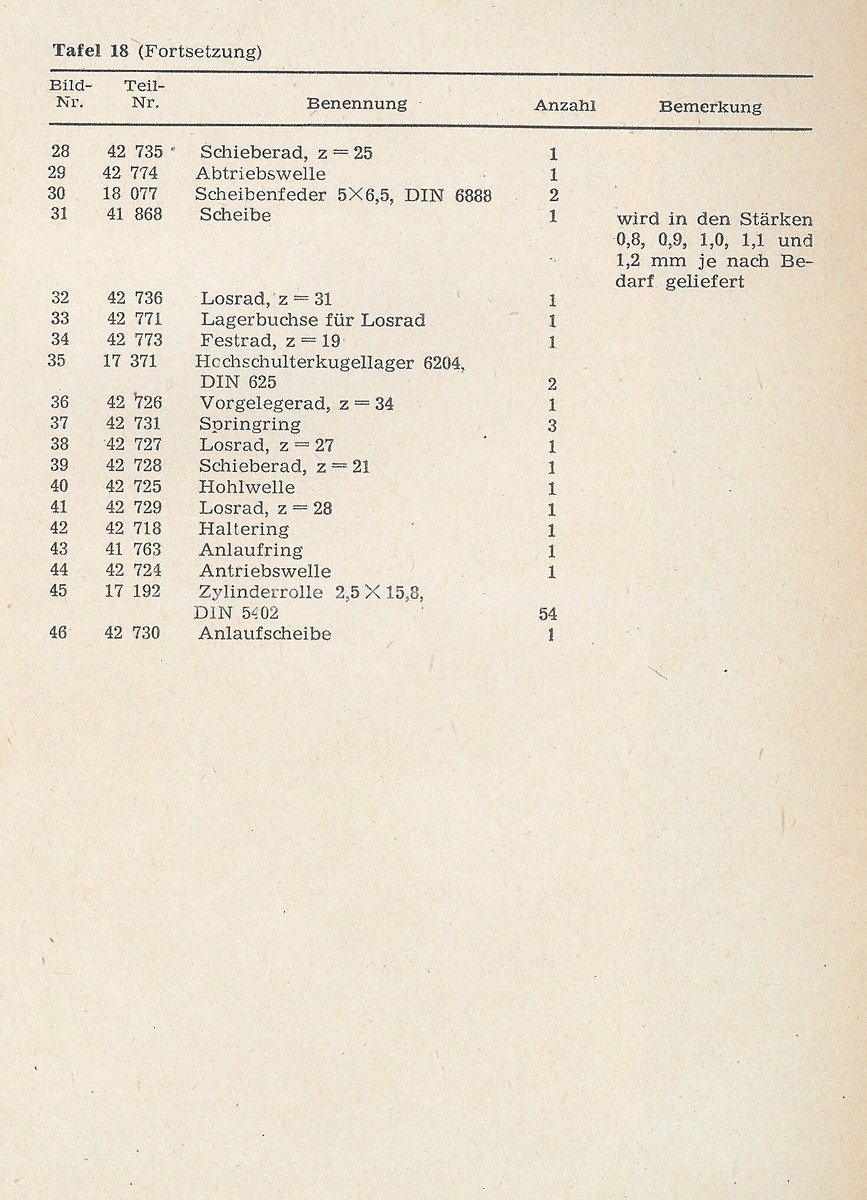 Tafel 18 (Fortsetzung)
Bild-Nr. Teil-Nr. Benennung Anzahl Bemerkung
28 42 735 Schieberad, z = 25 1
29 42 774 Abtriebswelle 1
30 18 077 Scheibenfeder 5×6,5, DIN 6888 2
31 41 868 Scheibe 1 wird in den Stärken
0,8, 0,9, 1,0, 1,1 und
1,2 mm je nach Be-
darf geliefert
32 42 736 Losrad, z = 31 1
33 42 771 Lagerbuchse für Losrad 1
34 42 773 Festrad, z = 19 1
35 17 371 Hochschulterkugellager 6204,
DIN 625 2
36 42 726 Vorgelegerad, z = 34 1
37 42 731 Springring 3
38 42 727 Losrad, z = 27 1
39 42 728 Schieberad, z = 21 1
40 42 725 Hohlwelle 1
41 42 729 Losrad, z = 28 1
42 42 718 Haltering 1
43 41 763 Anlaufring 1
44 42 724 Antriebswelle 1
45 17 192 Zylinderrolle 2,5 × 15,8,
DIN 5402 54
46 42 730 Anlaufscheibe 1